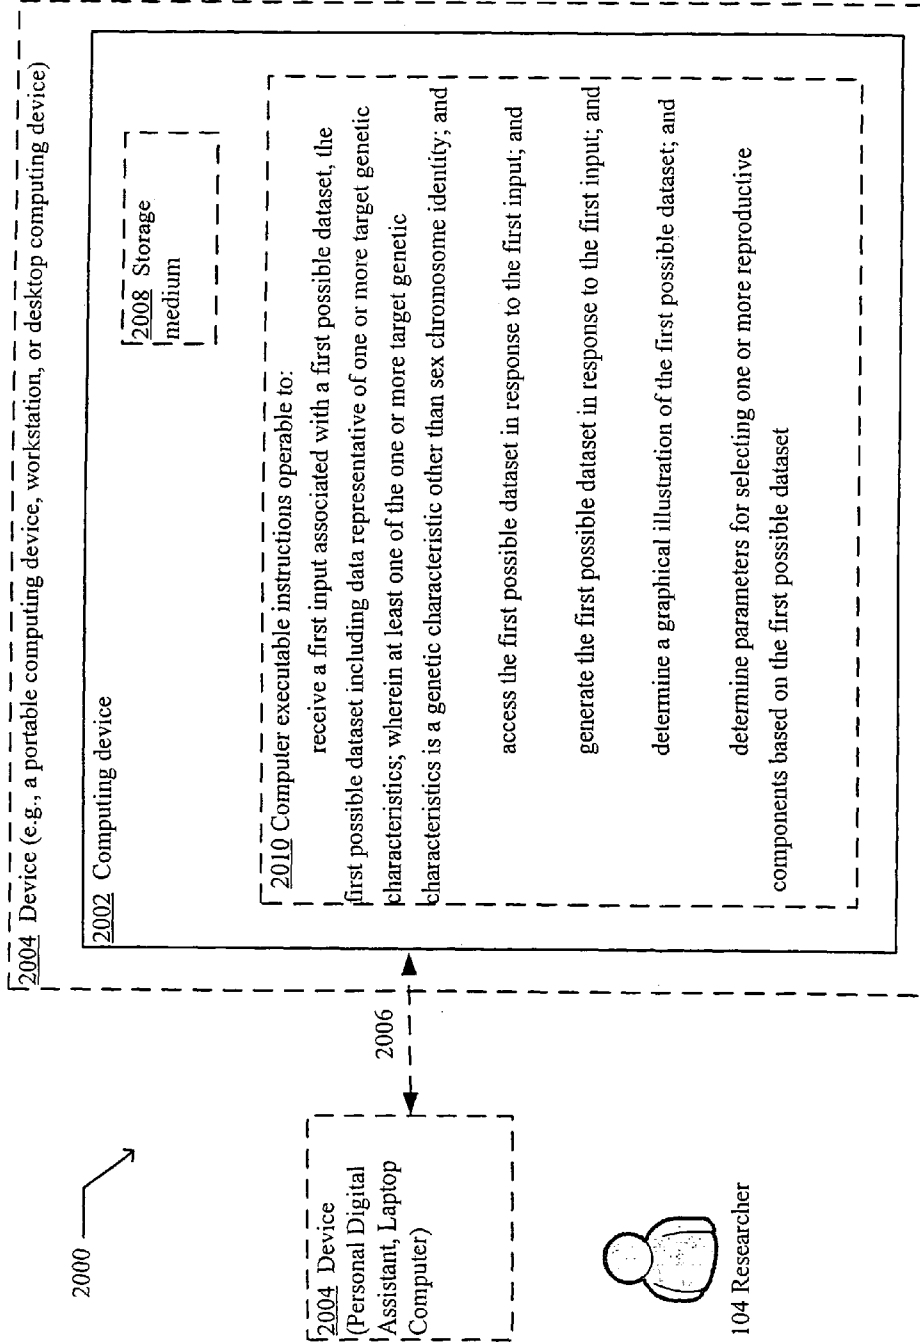 2000
2004 Device (e.g., a portable computing device, workstation, or desktop computing device)
2002 Computing device
2008 Storage
medium
2010 Computer executable instructions operable to:
receive a first input associated with a first possible dataset, the
first possible dataset including data representative of one or more target genetic
characteristics; wherein at least one of the one or more target genetic
characteristics is a genetic characteristic other than sex chromosome identity; and
access the first possible dataset in response to the first input; and
generate the first possible dataset in response to the first input; and
determine a graphical illustration of the first possible dataset; and
determine parameters for selecting one or more reproductive
components based on the first possible dataset
2006
2004 Device
(Personal Digital
Assistant, Laptop
Computer)
104 Researcher